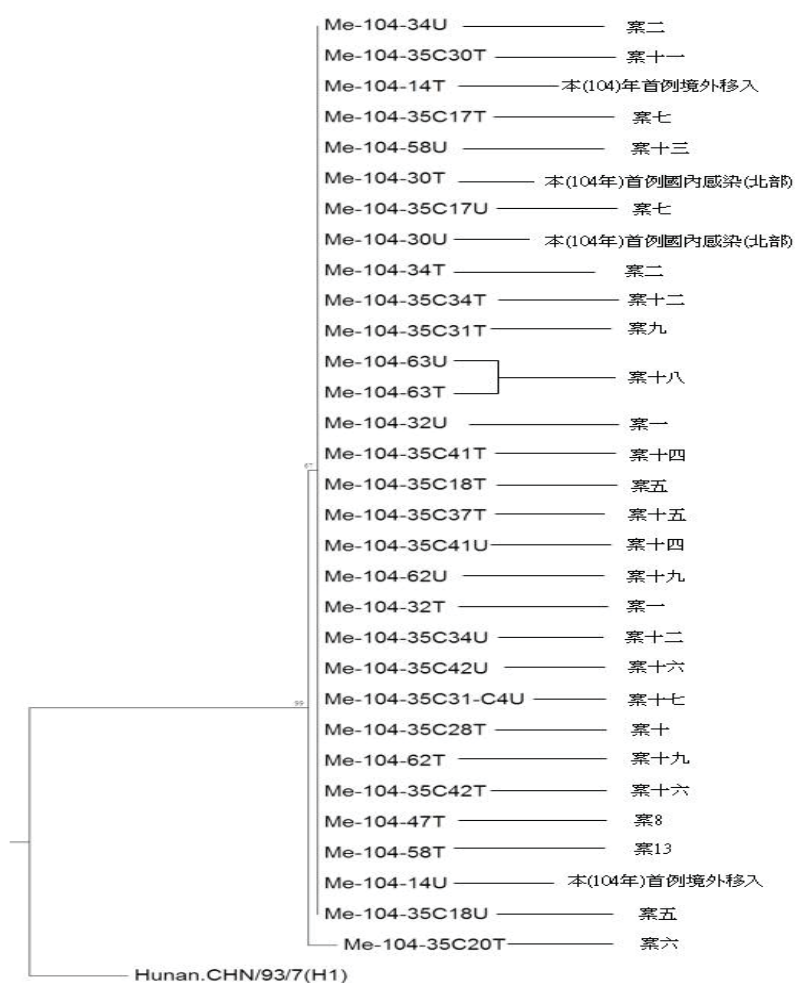 Me-104-34U 案二
Me-104-35C30T 案十一
Me-104-14T 本(104)年首例境外移入
Me-104-35C17T 案七
Me-104-58U 案十三
Me-104-30T 本(104年)首例國內感染(北部)
Me-104-35C17U 案七
Me-104-30U 本(104年)首例國內感染(北部)
Me-104-34T 案二
Me-104-35C34T 案十二
Me-104-35C31T 案九
Me-104-63U
案十八
Me-104-63T
Me-104-32U 案一
Me-104-35C41T 案十四
67
Me-104-35C18T 案五
Me-104-35C37T 案十五
Me-104-35C41U 案十四
Me-104-62U 案十九
Me-104-32T 案一
Me-104-35C34U 案十二
Me-104-35C42U 案十六
99
Me-104-35C31-C4U 案十七
Me-104-35C28T 案十
Me-104-62T 案十九
Me-104-35C42T 案十六
Me-104-47T 案8
Me-104-58T 案13
Me-104-14U 本(104年)首例境外移入
Me-104-35C18U 案五
Me-104-35C20T 案六
Hunan.CHN/93/7(H1)